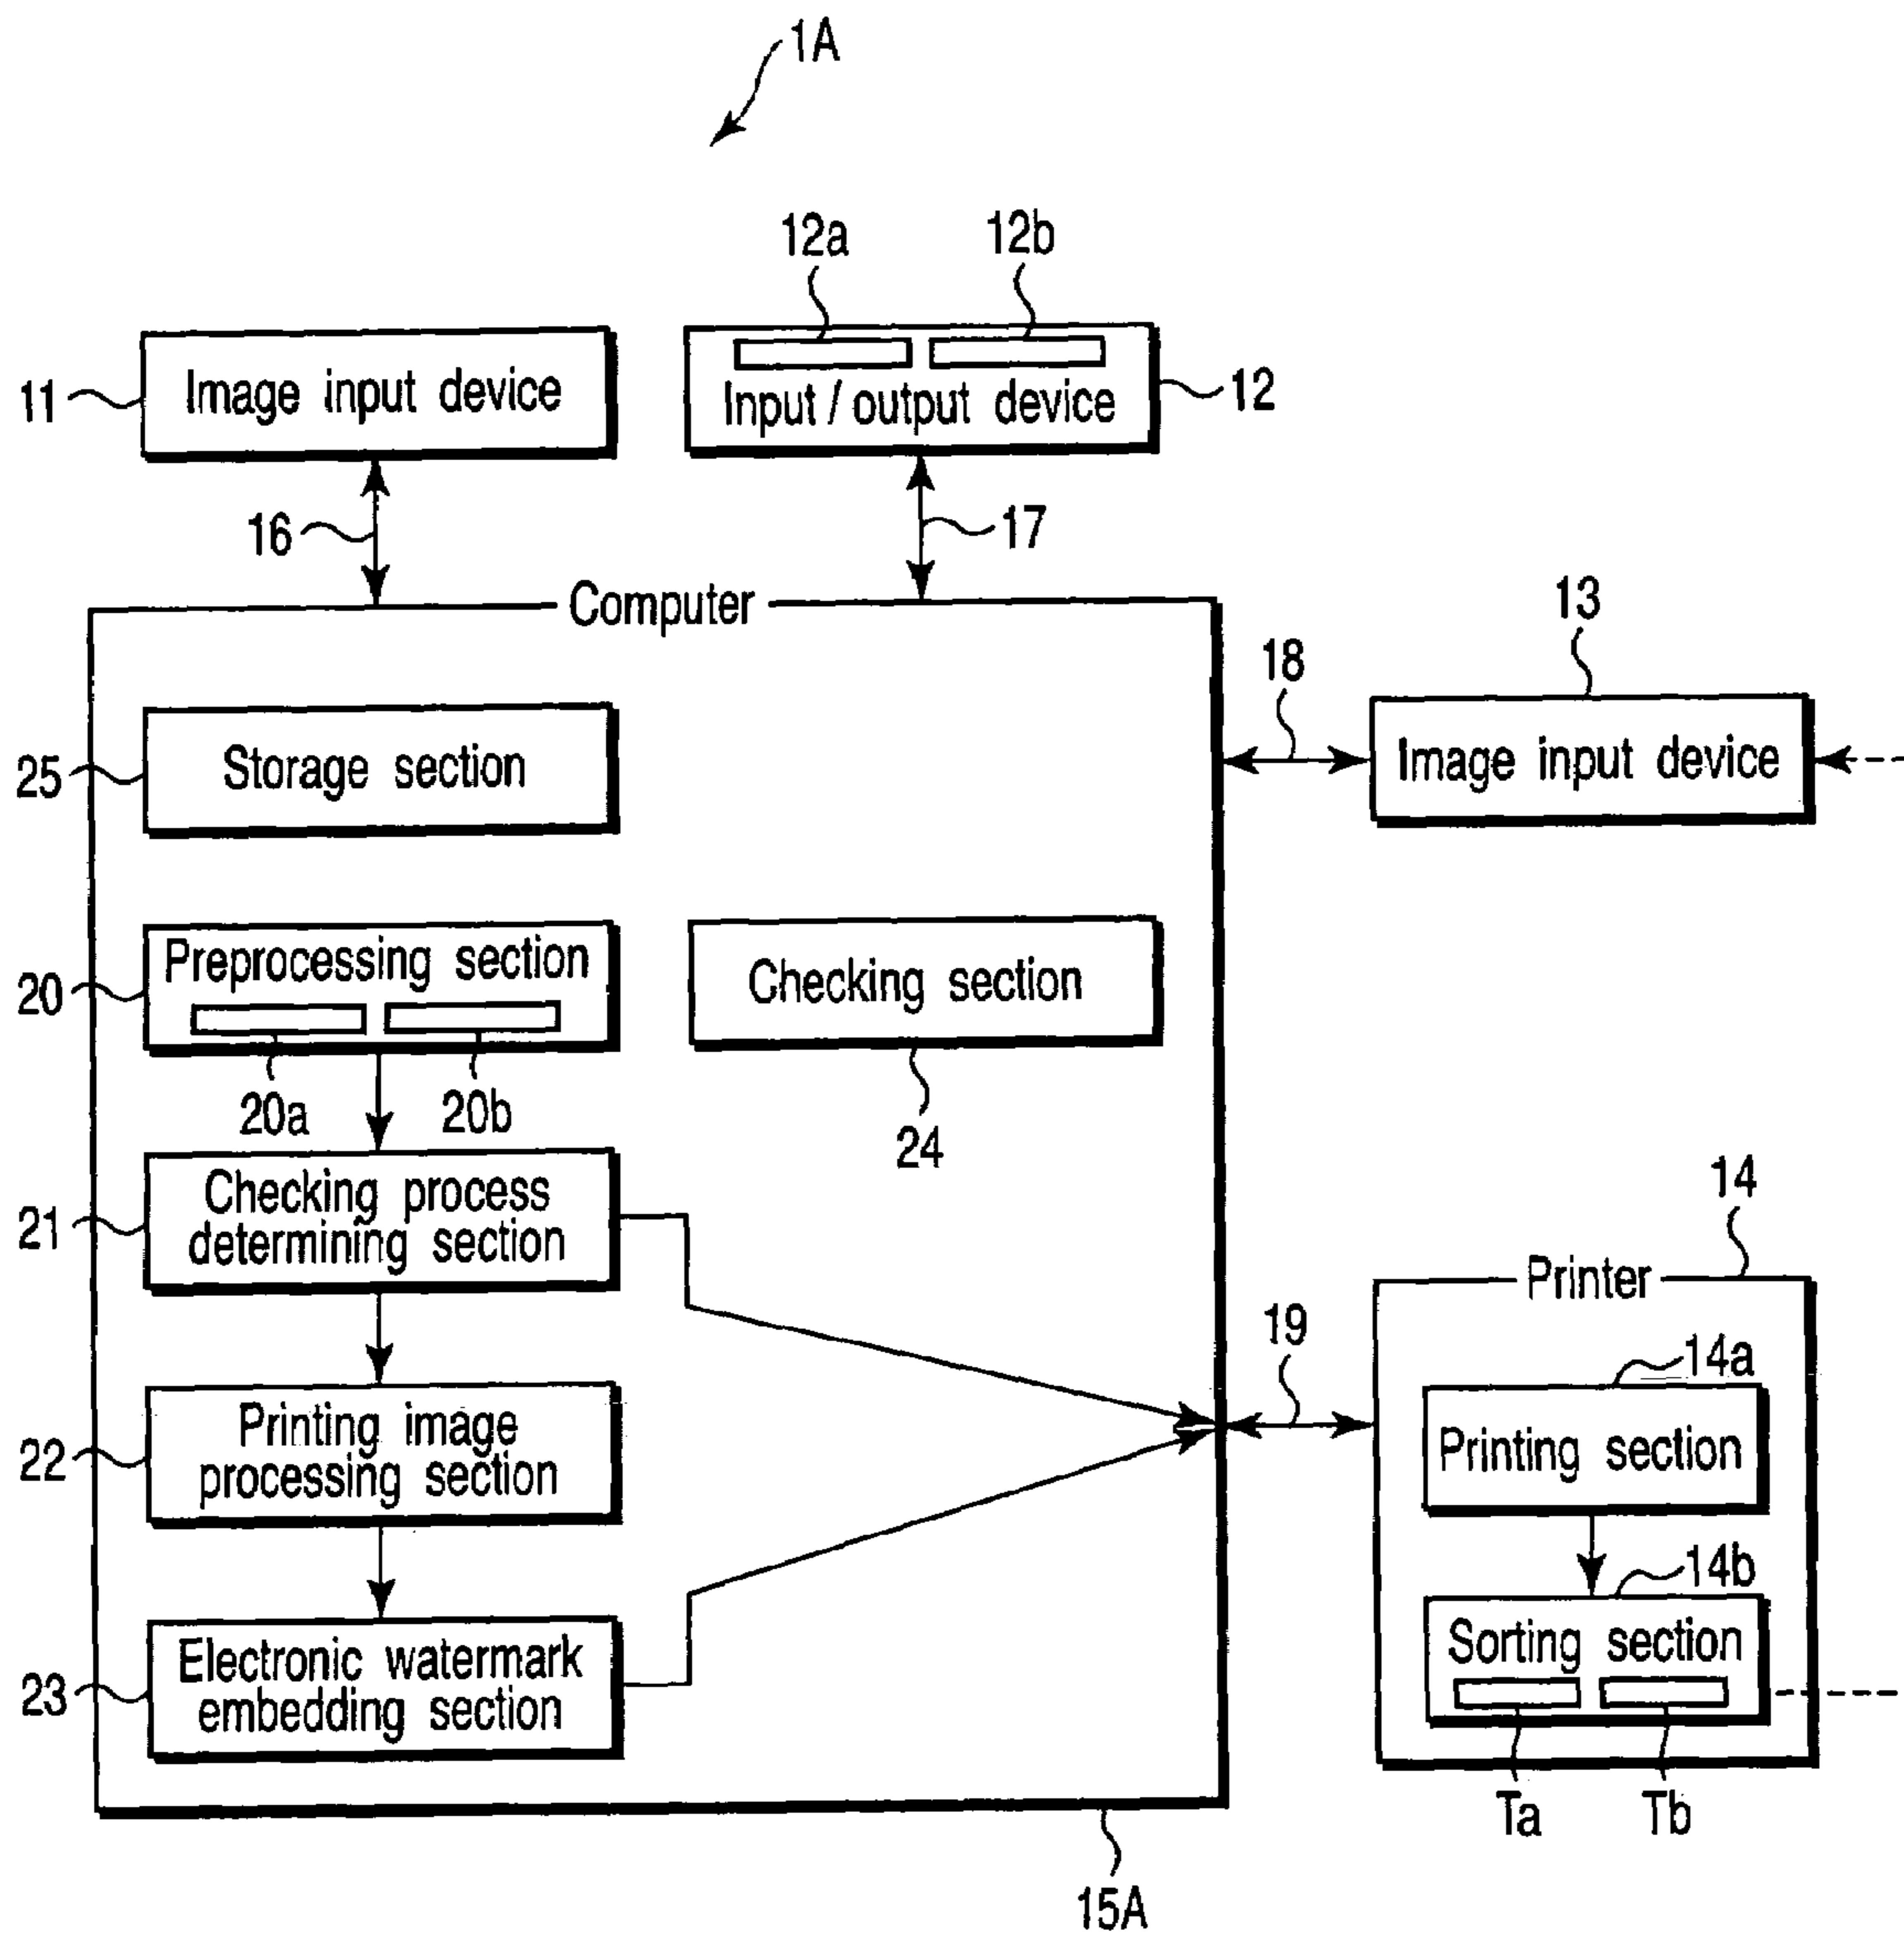 1A
12a
12b
11
Image input device
Input / output device
12
16
17
Computer
13
18
25
Storage section
Image input device
20
Preprocessing section
Checking section
20a
20b
24
21
Checking process
determining section
14
Printer
19
14a
22
Printing image
processing section
Printing section
14b
Sorting section
23
Electronic watermark
embedding section
Ta
Tb
15A